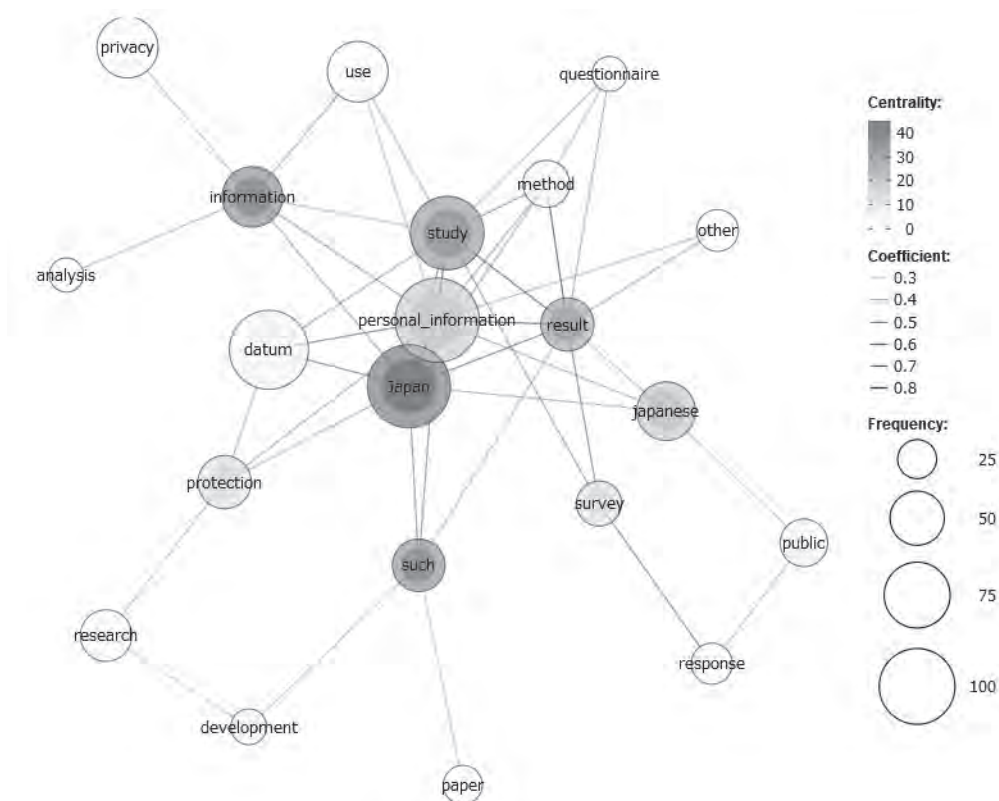 privacy
use
questionnaire
information
method
study
other
analysis
personal_information
result
datum
Japan
japanese
protection
survey
such
public
research
response
development
paper
Centrality:
40
30
20
10
0
Coefficient:
0.3
0.4
0.5
0.6
0.7
0.8
Frequency:
25
50
75
100